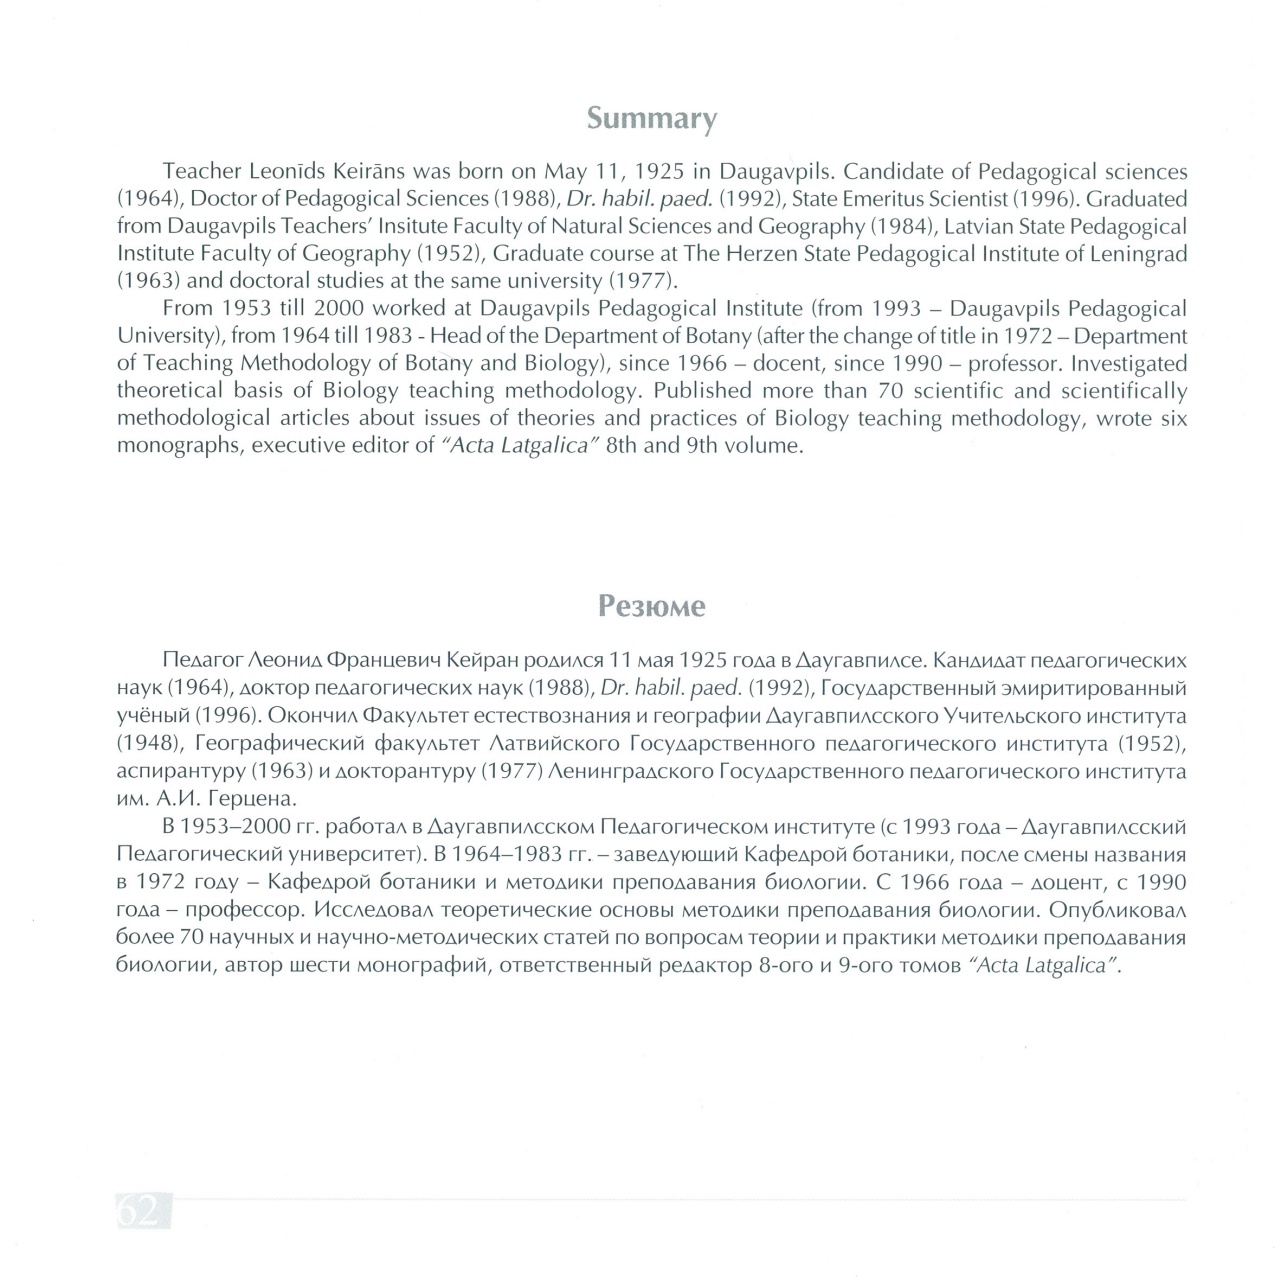 Summary
Teacher Leonīds Keirāns was born on May 11, 1925 in Daugavpils. Candidate of Pedagogical sciences
(1964), Doctor of Pedagogical Sciences (1988), Dr. habil. paed. (1992), State Emeritus Scientist (1996). Graduated
from Daugavpils Teachers’ Insitute Faculty of Natural Sciences and Geography (1984), Latvian State Pedagogical
Institute Faculty of Geography (1952), Graduate course at The Herzen State Pedagogical Institute of Leningrad
(1963) and doctoral studies at the same university (1977).
From 1953 till 2000 worked at Daugavpils Pedagogical Institute (from 1993 – Daugavpils Pedagogical
University), from 1964 till 1983 - Head of the Department of Botany (after the change of title in 1972 – Department
of Teaching Methodology of Botany and Biology), since 1966 – docent, since 1990 – professor. Investigated
theoretical basis of Biology teaching methodology. Published more than 70 scientific and scientifically
methodological articles about issues of theories and practices of Biology teaching methodology, wrote six
monographs, executive editor of “Acta Latgalica” 8th and 9th volume.
Резюме
Педагог Леонид Францевич Кейран родился 11 мая 1925 года в Даугавпилсе. Кандидат педагогических
наук (1964), доктор педагогических наук (1988), Dr. habil. paed. (1992), Государственный эмиритированный
учёный (1996). Окончил Факультет естествознания и географии Даугавпилсского Учительского института
(1948), Географический факультет Латвийского Государственного педагогического института (1952),
аспирантуру (1963) и докторантуру (1977) Ленинградского Государственного педагогического института
им. А.И. Герцена.
В 1953–2000 гг. работал в Даугавпилсском Педагогическом институте (с 1993 года – Даугавпилсский
Педагогический университет). В 1964–1983 гг. – заведующий Кафедрой ботаники, после смены названия
в 1972 году – Кафедрой ботаники и методики преподавания биологии. С 1966 года – доцент, с 1990
года – профессор. Исследовал теоретические основы методики преподавания биологии. Опубликовал
более 70 научных и научно-методических статей по вопросам теории и практики методики преподавания
биологии, автор шести монографий, ответственный редактор 8-ого и 9-ого томов “Acta Latgalica”.
62